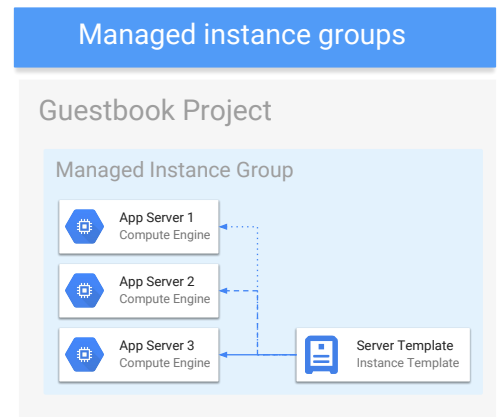 Managed instance groups
Guestbook Project
Managed Instance Group
App Server 1
Compute Engine
App Server 2
Compute Engine
App Server 3
Compute Engine
Server Template
Instance Template